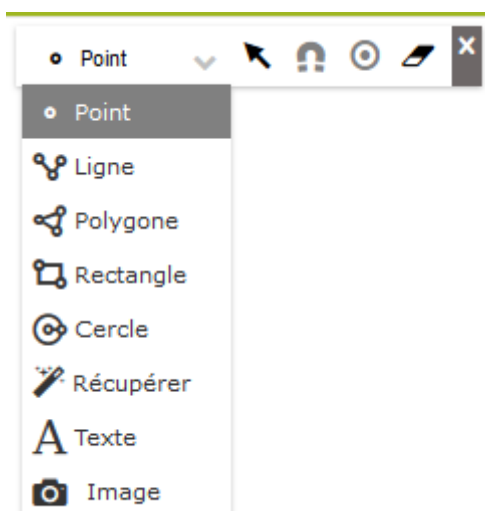 Point
Point
Ligne
Polygone
Rectangle
Cercle
Récupérer
Texte
Image